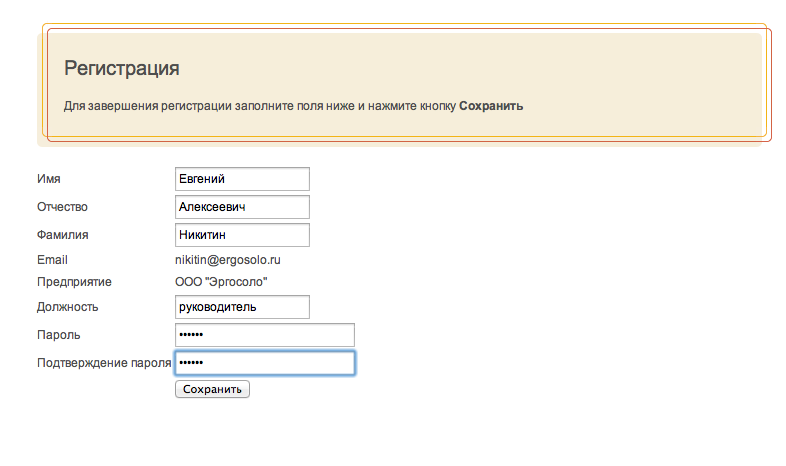 Регистрация
Для завершения регистрации заполните поля ниже и нажмите кнопку Сохранить
Имя Евгений
Отчество Алексеевич
Фамилия Никитин
Email nikitin@ergosolo.ru
Предприятие ООО "Эргосоло"
Должность руководитель
Пароль ••••••
Подтверждение пароля ••••••
Сохранить